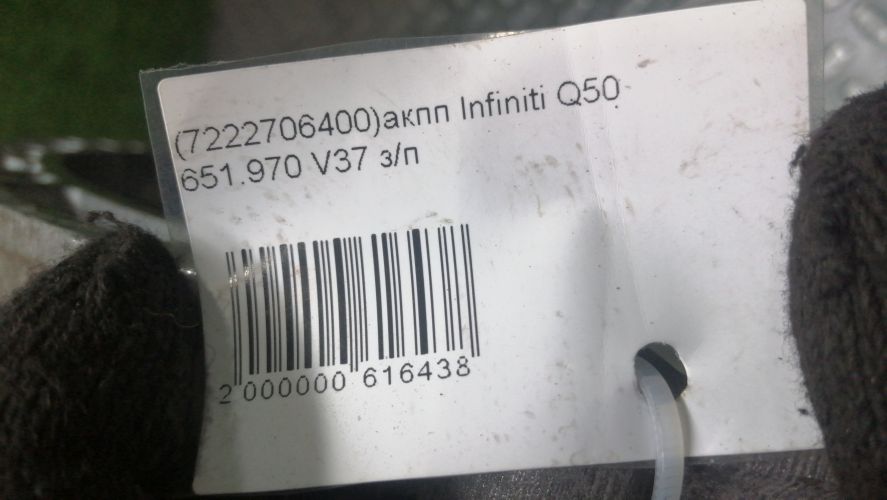 (7222706400)акпп Infiniti Q50
651.970 V37 з/п
2 000000 616438